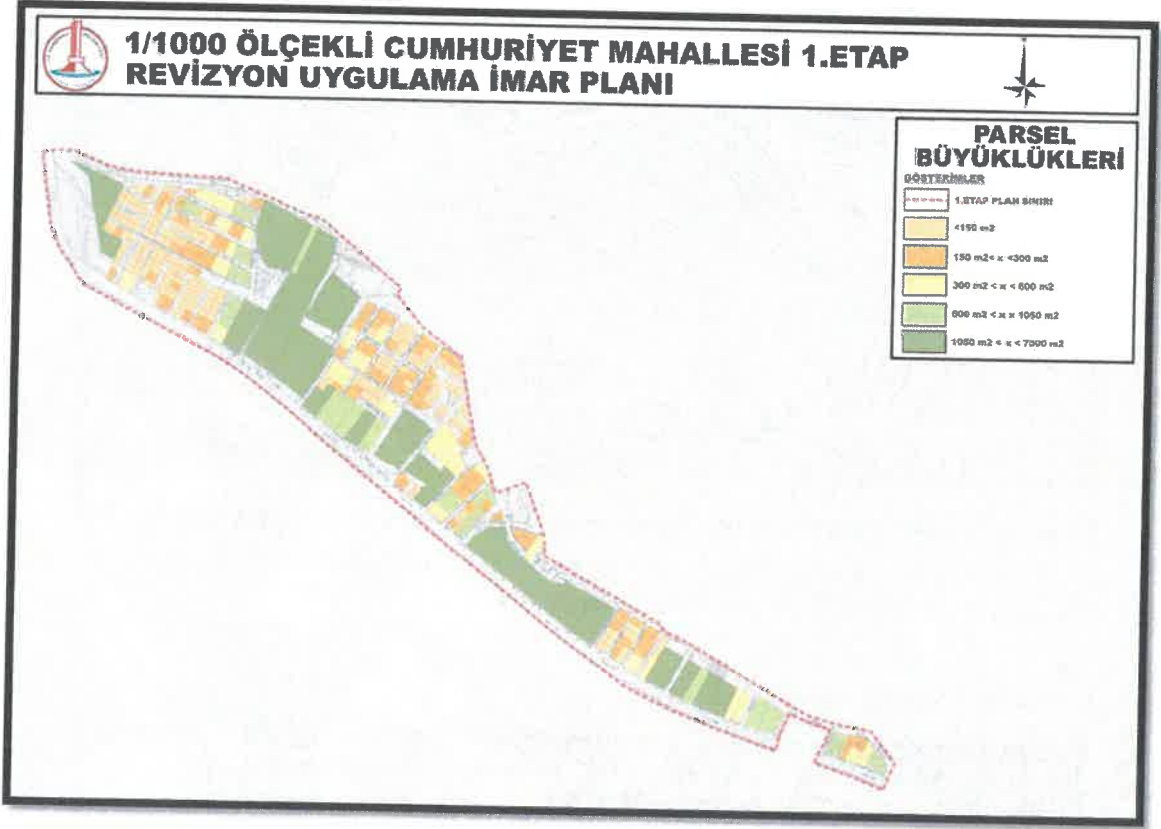 1/1000 ÖLÇEKLİ CUMHURİYET MAHALLESİ 1.ETAP
REVİZYON UYGULAMA İMAR PLANI
PARSEL
BÜYÜKLÜKLERİ
GÖSTERİMLER
1.ETAP PLAN SINIRI
<150 m2
150 m2< x <300 m2
300 m2 < x < 600 m2
600 m2 < x < 1050 m2
1050 m2 < x < 7000 m2